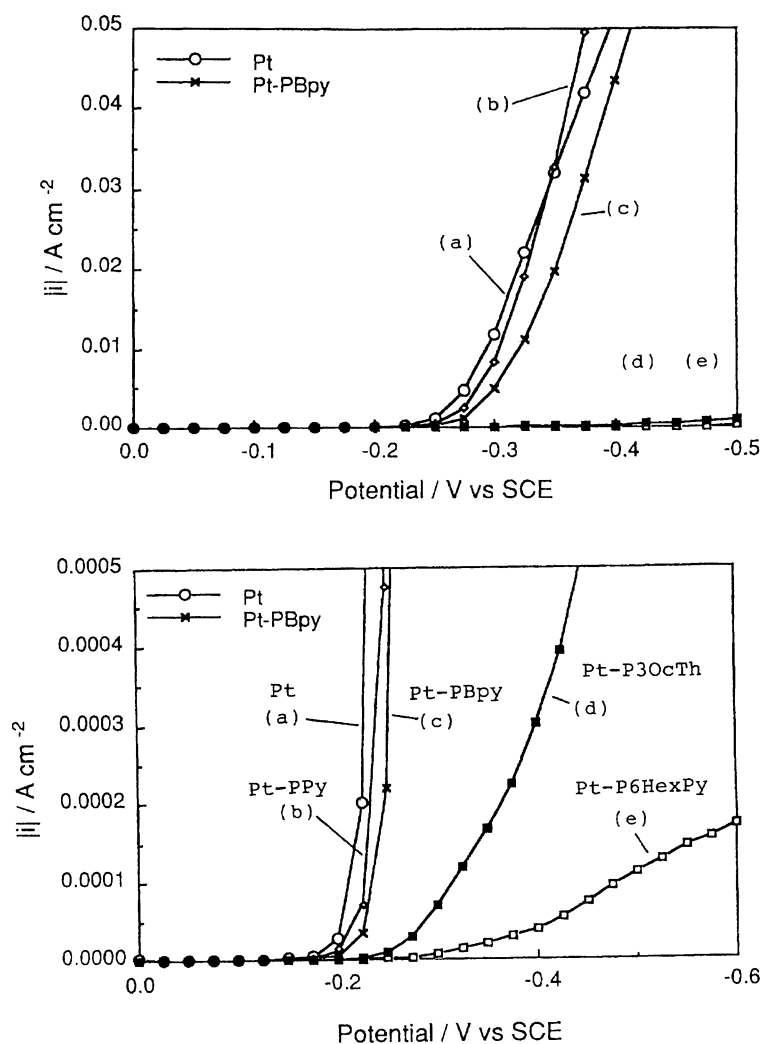 0.05
Pt
Pt-PBpy
(b)
0.04
0.03
(c)
(a)
0.02
0.01
(d) (e)
0.00
0.0 -0.1 -0.2 -0.3 -0.4 -0.5
|i| / A cm⁻²
Potential / V vs SCE
0.0005
Pt
Pt-PBpy
0.0004
Pt
(a)
Pt-PBpy
(c)
Pt-P3OcTh
(d)
0.0003
Pt-PPy
(b)
Pt-P6HexPy
(e)
0.0002
0.0001
0.0000
0.0 -0.2 -0.4 -0.6
|i| / A cm⁻²
Potential / V vs SCE